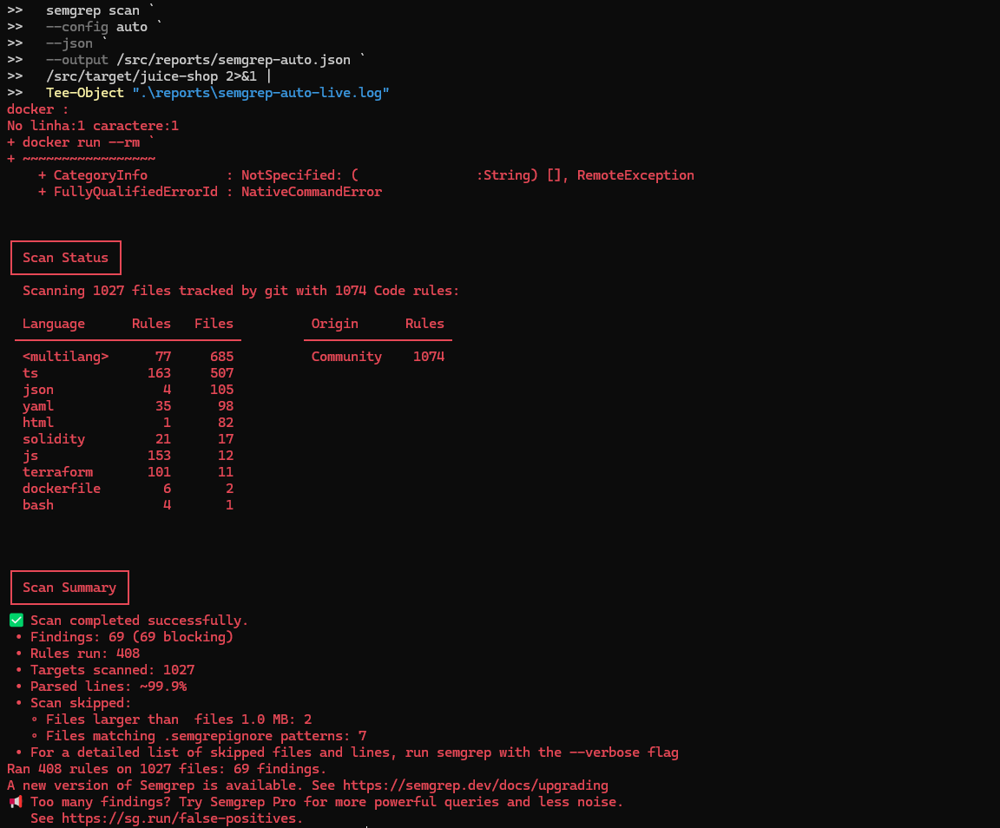 >>   semgrep scan `
>>   --config auto `
>>   --json `
>>   --output /src/reports/semgrep-auto.json `
>>   /src/target/juice-shop 2>&1 |
>>   Tee-Object ".\reports\semgrep-auto-live.log"
docker :
No linha:1 caractere:1
+ docker run --rm `
+ ~~~~~~~~~~~~~~~~~
    + CategoryInfo          : NotSpecified: (               :String) [], RemoteException
    + FullyQualifiedErrorId : NativeCommandError
Scan Status
Scanning 1027 files tracked by git with 1074 Code rules:
Language      Rules   Files          Origin      Rules
<multilang>      77     685          Community    1074
ts              163     507
json              4     105
yaml             35      98
html              1      82
solidity         21      17
js              153      12
terraform       101      11
dockerfile        6       2
bash              4       1
Scan Summary
✅ Scan completed successfully.
• Findings: 69 (69 blocking)
• Rules run: 408
• Targets scanned: 1027
• Parsed lines: ~99.9%
• Scan skipped:
◦ Files larger than  files 1.0 MB: 2
◦ Files matching .semgrepignore patterns: 7
• For a detailed list of skipped files and lines, run semgrep with the --verbose flag
Ran 408 rules on 1027 files: 69 findings.
A new version of Semgrep is available. See https://semgrep.dev/docs/upgrading
📢 Too many findings? Try Semgrep Pro for more powerful queries and less noise.
See https://sg.run/false-positives.